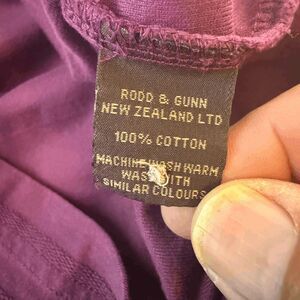 RODD & GUNN
NEW ZEALAND LTD
100% COTTON
MACHINE WASH WARM
WASH WITH
SIMILAR COLOURS